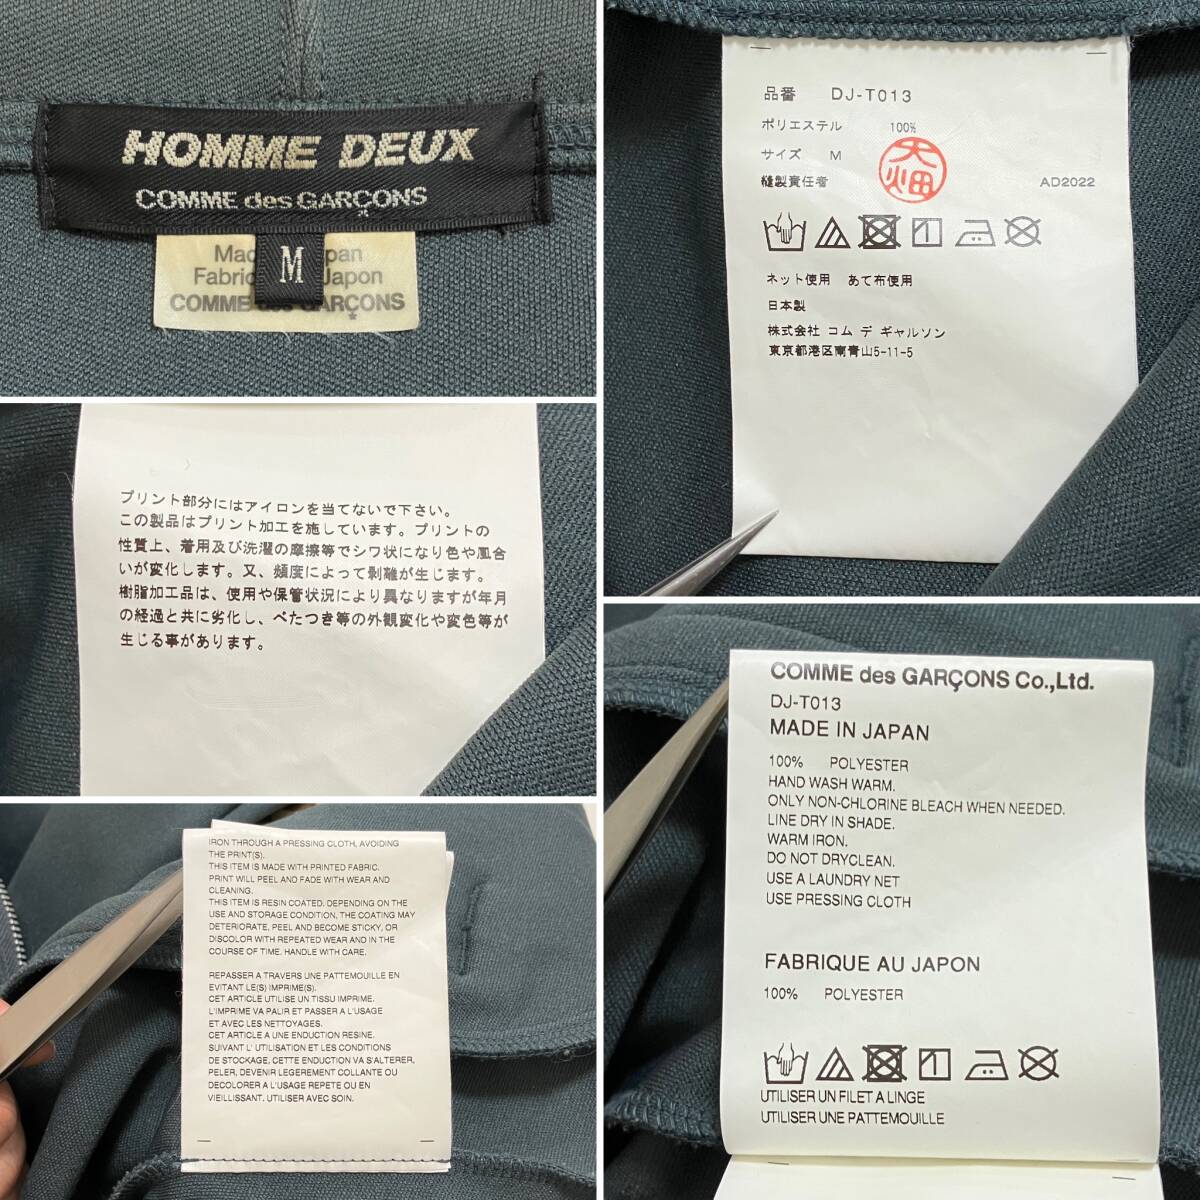 HOMME DEUX
COMME des GARÇONS
M
Japon
COMME des GARÇONS
品番 DJ-T013
ポリエステル 100%
サイズ M
縫製責任者 大畑 AD2022
ネット使用 あて布使用
日本製
株式会社 コム デ ギャルソン
東京都港区南青山5-11-5
プリント部分にはアイロンを当てないで下さい。
この製品はプリント加工を施しています。プリントの
性質上、着用及び洗濯の摩擦等でシワ状になり色や風合
いが変化します。又、頻度によって剥離が生じます。
樹脂加工品は、使用や保管状況により異なりますが年月
の経過と共に劣化し、べたつき等の外観変化や変色等が
生じる事があります。
COMME des GARÇONS Co.,Ltd.
DJ-T013
MADE IN JAPAN
100% POLYESTER
HAND WASH WARM.
ONLY NON-CHLORINE BLEACH WHEN NEEDED.
LINE DRY IN SHADE.
WARM IRON.
DO NOT DRYCLEAN.
USE A LAUNDRY NET
USE PRESSING CLOTH
FABRIQUE AU JAPON
100% POLYESTER
UTILISER UN FILET A LINGE
UTILISER UNE PATTEMOUILLE
IRON THROUGH A PRESSING CLOTH, AVOIDING
THE PRINT(S).
THIS ITEM IS MADE WITH PRINTED FABRIC.
PRINT WILL PEEL AND FADE WITH WEAR AND
CLEANING.
THIS ITEM IS RESIN COATED. DEPENDING ON THE
USE AND STORAGE CONDITION, THE COATING MAY
DETERIORATE, PEEL AND BECOME STICKY, OR
DISCOLOR WITH REPEATED WEAR AND IN THE
COURSE OF TIME. HANDLE WITH CARE.
REPASSER A TRAVERS UNE PATTEMOUILLE EN
EVITANT LE(S) IMPRIME(S).
CET ARTICLE UTILISE UN TISSU IMPRIME.
L'IMPRIME VA PALIR ET PASSER A L'USAGE
ET AVEC LES NETTOYAGES.
CET ARTICLE A UNE ENDUCTION RESINE.
SUIVANT L' UTILISATION ET LES CONDITIONS
DE STOCKAGE, CETTE ENDUCTION VA S'ALTERER,
PELER, DEVENIR LEGEREMENT COLLANTE OU
DECOLORER A L'USAGE REPETE OU EN
VIEILLISSANT. UTILISER AVEC SOIN.